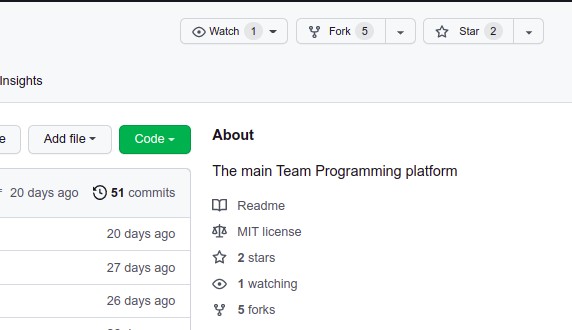 Watch 1
Fork 5
Star 2
Insights
Add file
Code
About
The main Team Programming platform
20 days ago 51 commits
Readme
20 days ago
MIT license
27 days ago
2 stars
26 days ago
1 watching
5 forks